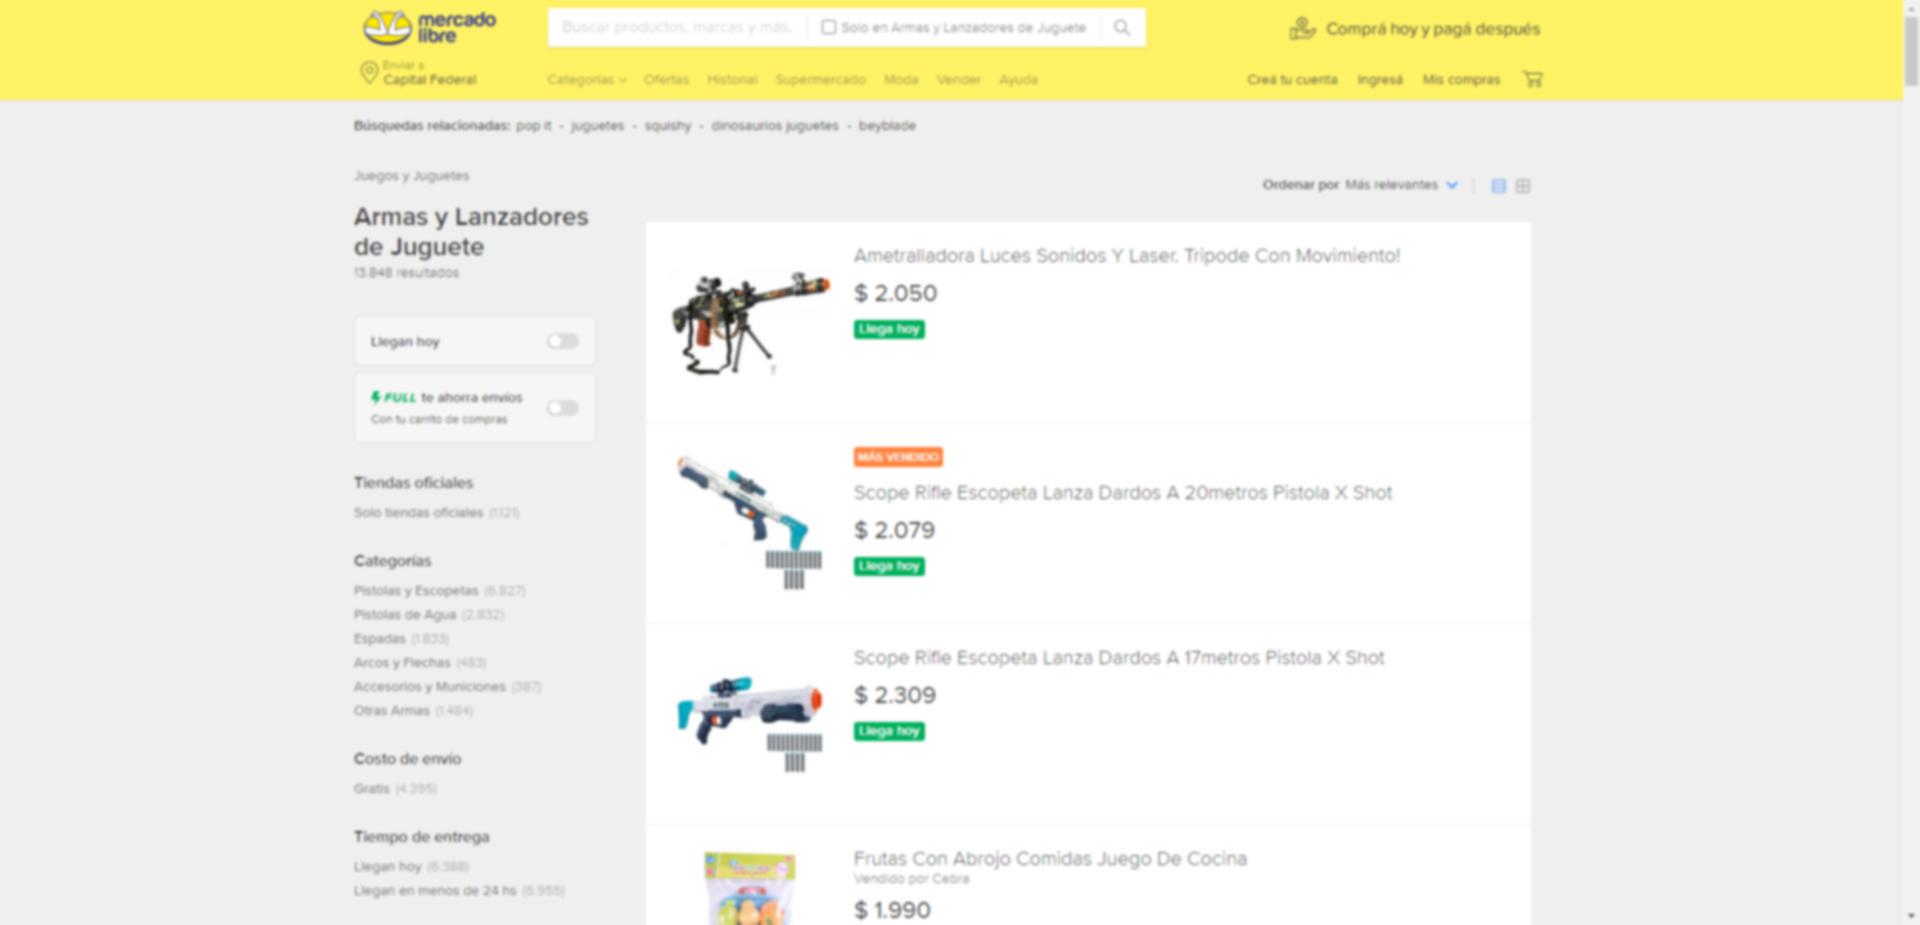 mercado
libre
Buscar productos, marcas y más...
Solo en Armas y Lanzadores de Juguete
Comprá hoy y pagá después
Enviar a
Capital Federal
Categorías Ofertas Historial Supermercado Moda Vender Ayuda
Creá tu cuenta Ingresá Mis compras
Búsquedas relacionadas: pop it - juguetes - squishy - dinosaurios juguetes - beyblade
Juegos y Juguetes
Armas y Lanzadores
de Juguete
13.848 resultados
Ordenar por Más relevantes
Llegan hoy
FULL te ahorra envíos
Con tu carrito de compras
Tiendas oficiales
Solo tiendas oficiales (1.121)
Categorías
Pistolas y Escopetas (6.827)
Pistolas de Agua (2.832)
Espadas (1.833)
Arcos y Flechas (483)
Accesorios y Municiones (387)
Otras Armas (1.484)
Costo de envío
Gratis (4.395)
Tiempo de entrega
Llegan hoy (6.388)
Llegan en menos de 24 hs (6.955)
Ametralladora Luces Sonidos Y Laser. Tripode Con Movimiento!
$ 2.050
Llega hoy
MÁS VENDIDO
Scope Rifle Escopeta Lanza Dardos A 20metros Pistola X Shot
$ 2.079
Llega hoy
Scope Rifle Escopeta Lanza Dardos A 17metros Pistola X Shot
$ 2.309
Llega hoy
Frutas Con Abrojo Comidas Juego De Cocina
Vendido por Cebra
$ 1.990